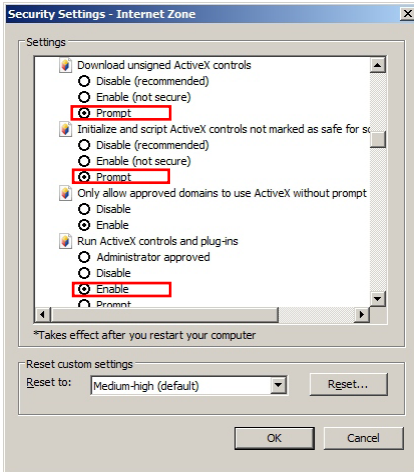 Security Settings - Internet Zone
Settings
Download unsigned ActiveX controls
Disable (recommended)
Enable (not secure)
Prompt
Initialize and script ActiveX controls not marked as safe for sc
Disable (recommended)
Enable (not secure)
Prompt
Only allow approved domains to use ActiveX without prompt
Disable
Enable
Run ActiveX controls and plug-ins
Administrator approved
Disable
Enable
Prompt
*Takes effect after you restart your computer
Reset custom settings
Reset to: Medium-high (default) Reset...
OK Cancel